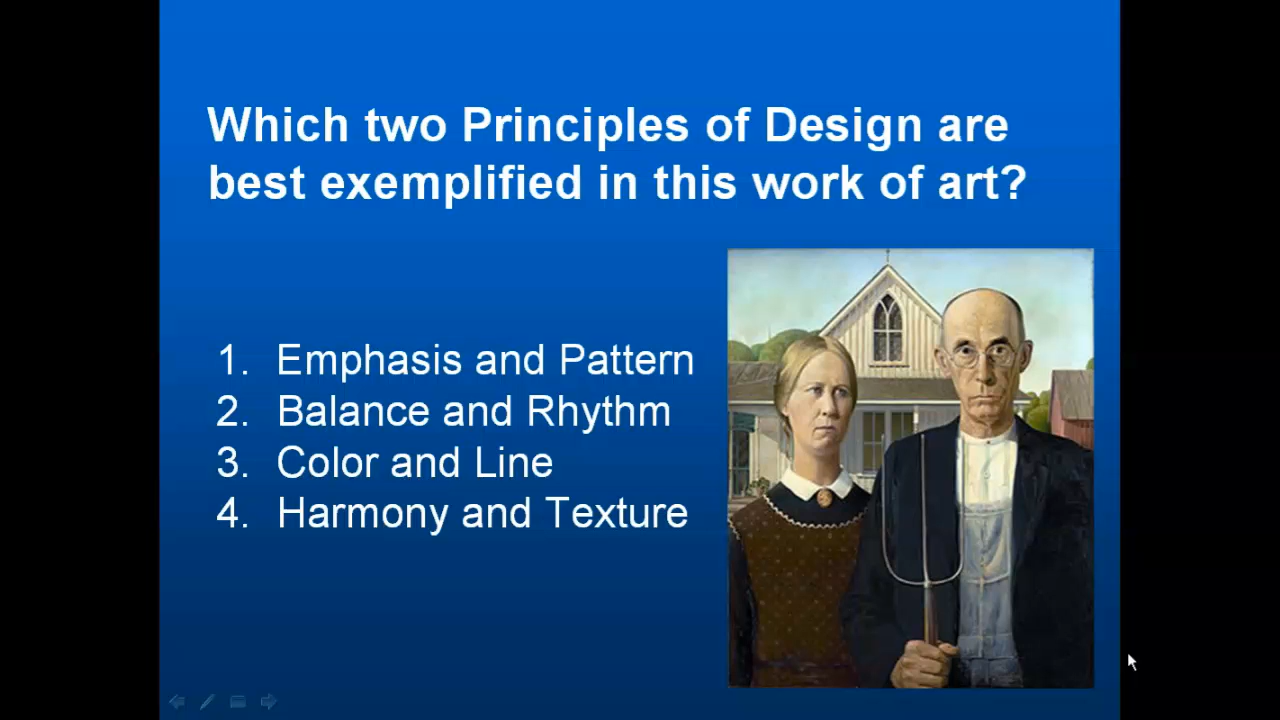 Which two Principles of Design are
best exemplified in this work of art?
1. Emphasis and Pattern
2. Balance and Rhythm
3. Color and Line
4. Harmony and Texture